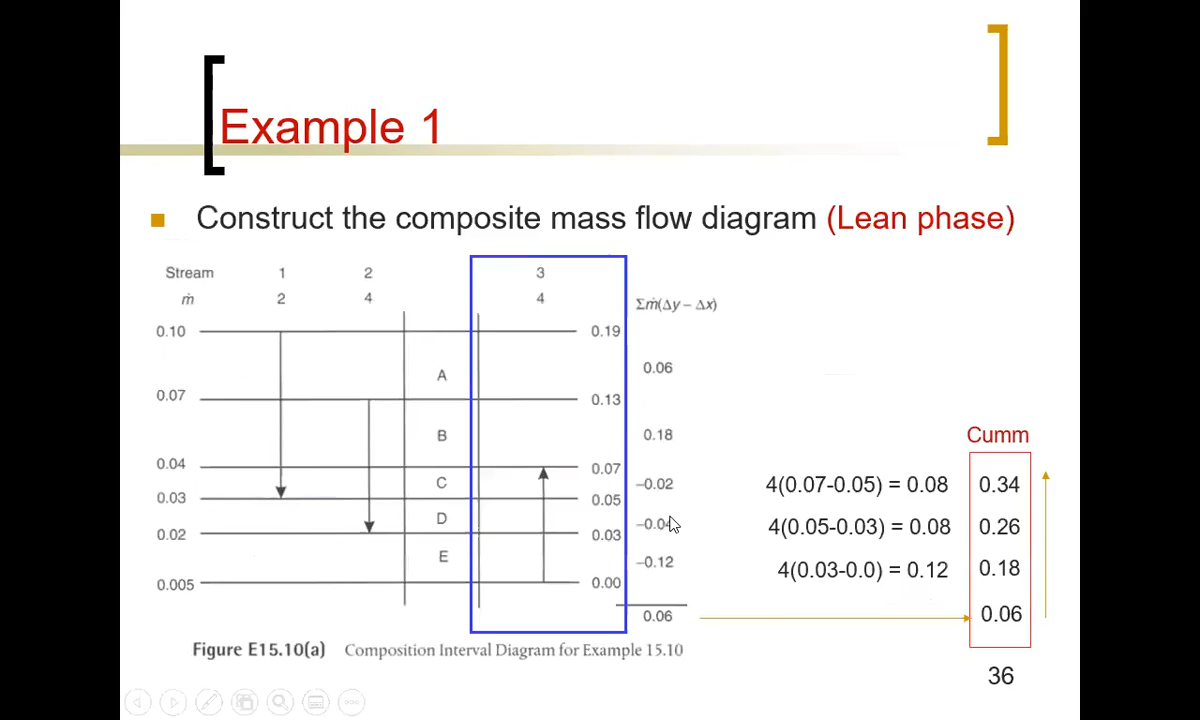 Example 1
Construct the composite mass flow diagram (Lean phase)
Stream 1 2 3
ṁ 2 4 4 Σṁ(Δy – Δx)
0.10 0.19
A 0.06
0.07 0.13
B 0.18
0.04 0.07
C –0.02
0.03 0.05
D –0.04
0.02 0.03
E –0.12
0.005 0.00
0.06
Cumm
4(0.07-0.05) = 0.08 0.34
4(0.05-0.03) = 0.08 0.26
4(0.03-0.0) = 0.12 0.18
0.06
Figure E15.10(a) Composition Interval Diagram for Example 15.10
36